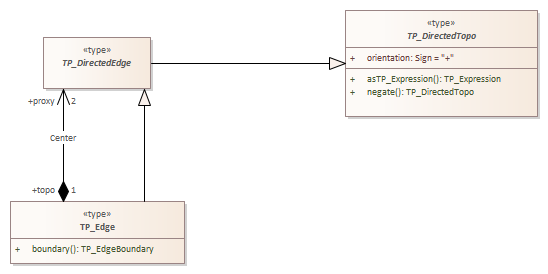 «type»
TP_DirectedTopo
+ orientation: Sign = "+"
+ asTP_Expression(): TP_Expression
+ negate(): TP_DirectedTopo
«type»
TP_DirectedEdge
+proxy 2
Center
+topo 1
«type»
TP_Edge
+ boundary(): TP_EdgeBoundary